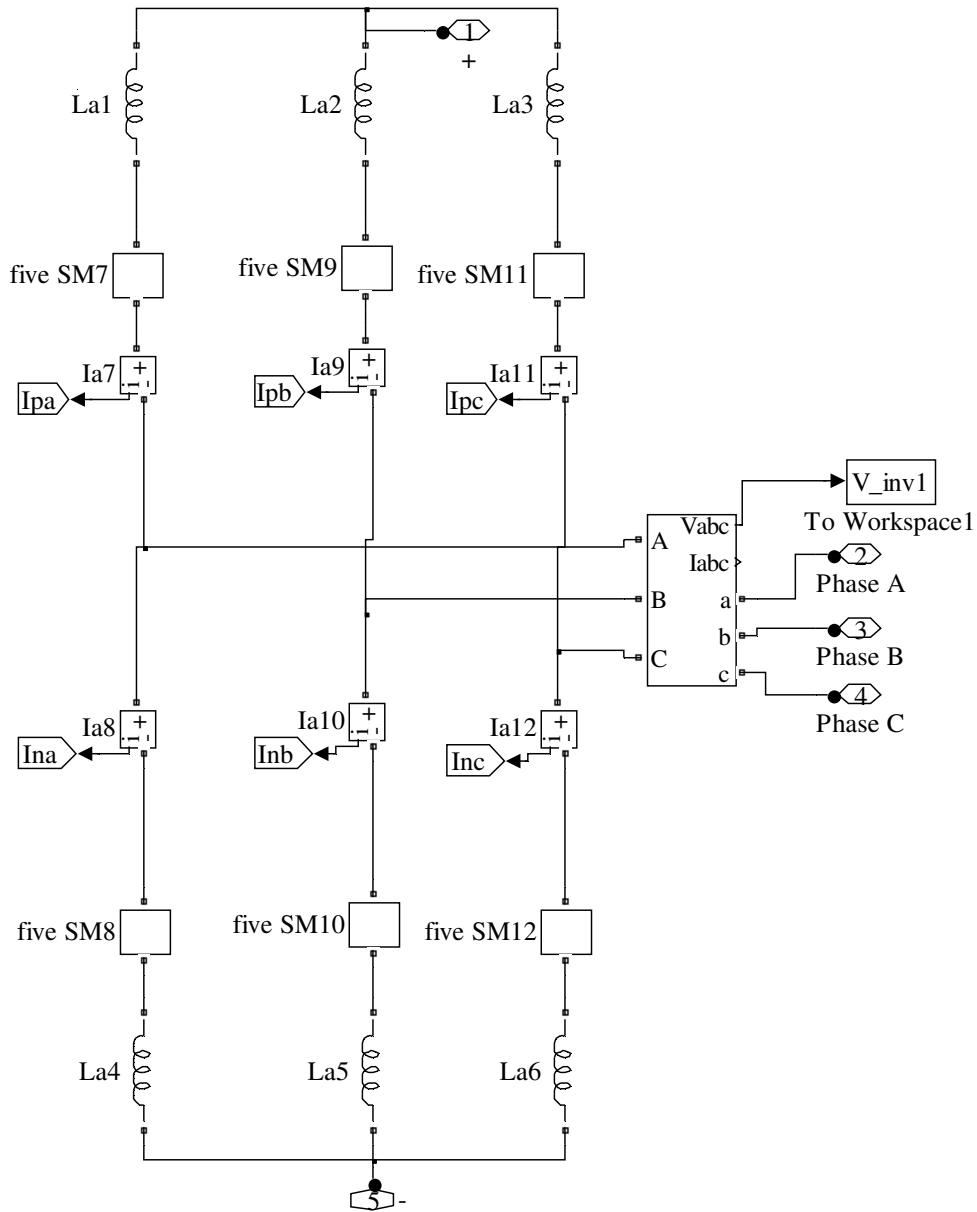 1
+
La1
La2
La3
five SM7
five SM9
five SM11
Ia7
+
i
-
Ia9
+
i
-
Ia11
+
i
-
Ipa
Ipb
Ipc
V_inv1
To Workspace1
Vabc
A
Iabc
2
Phase A
B
a
b
3
Phase B
C
c
4
Phase C
Ia8
+
i
-
Ia10
+
i
-
Ia12
+
i
-
Ina
Inb
Inc
five SM8
five SM10
five SM12
La4
La5
La6
5
-